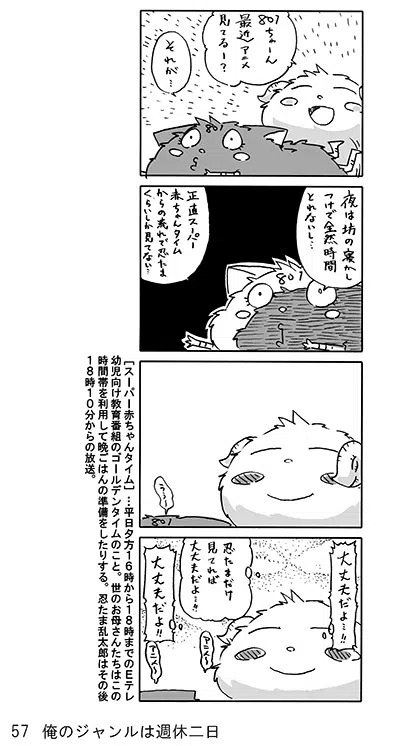 801ちゃーん
最近アニメ
見てるー?
それが…
夜は坊の寝かし
つけで全然時間
とれないし…
正直スーパー
赤ちゃんタイム
からの流れで忍たま
くらいしか見てない…
801
うー…
忍たまだけ
見てれば
大丈夫だよ…!
大丈夫だよ!!
大丈夫だよ!!
アニメ〜
アニメ〜
[スーパー赤ちゃんタイム]…平日夕方16時から18時までのEテレ
幼児向け教育番組のゴールデンタイムのこと。世のお母さんたちはこの
時間帯を利用して晩ごはんの準備をしたりする。忍たま乱太郎はその後
18時10分からの放送。
57 俺のジャンルは週休二日